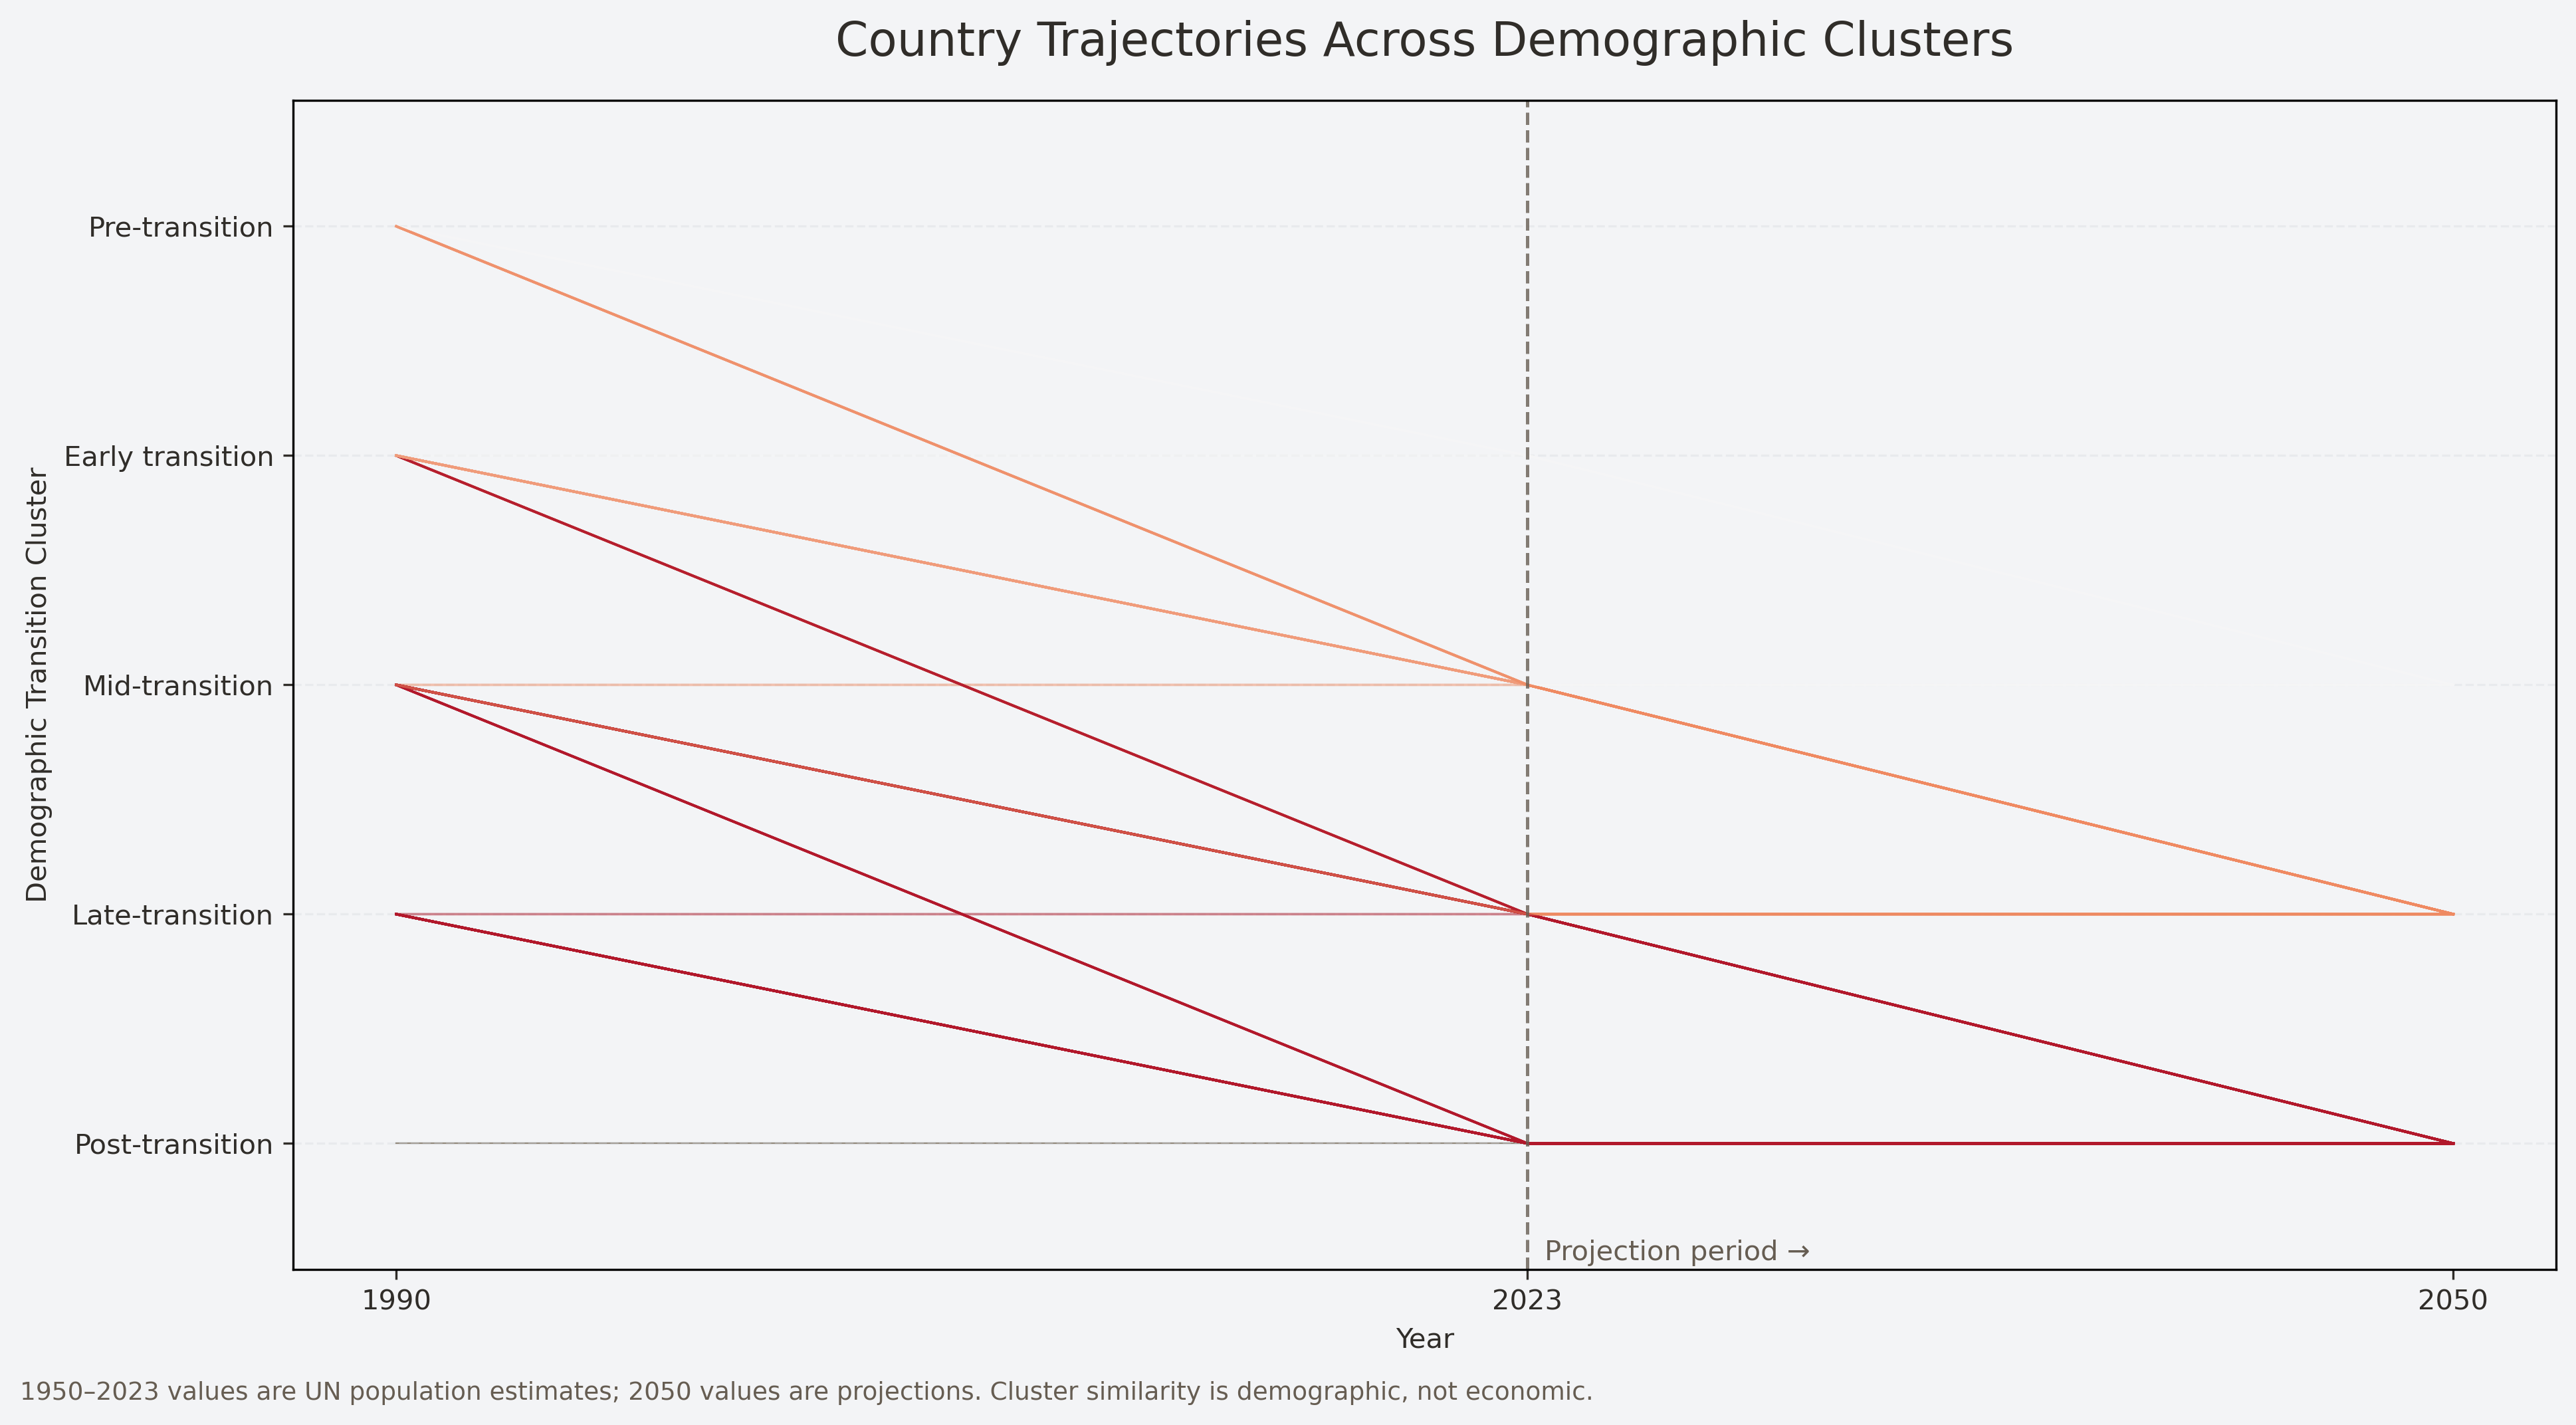 Country Trajectories Across Demographic Clusters
Demographic Transition Cluster
Pre-transition
Early transition
Mid-transition
Late-transition
Post-transition
Projection period →
1990
2023
2050
Year
1950–2023 values are UN population estimates; 2050 values are projections. Cluster similarity is demographic, not economic.